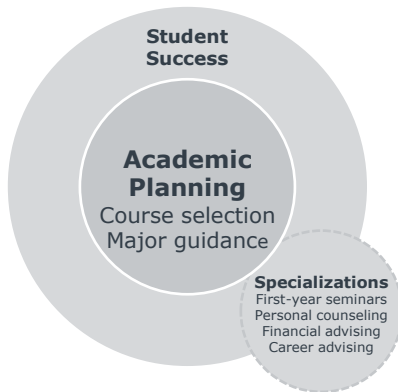 Student
Success
Academic
Planning
Course selection
Major guidance
Specializations
First-year seminars
Personal counseling
Financial advising
Career advising